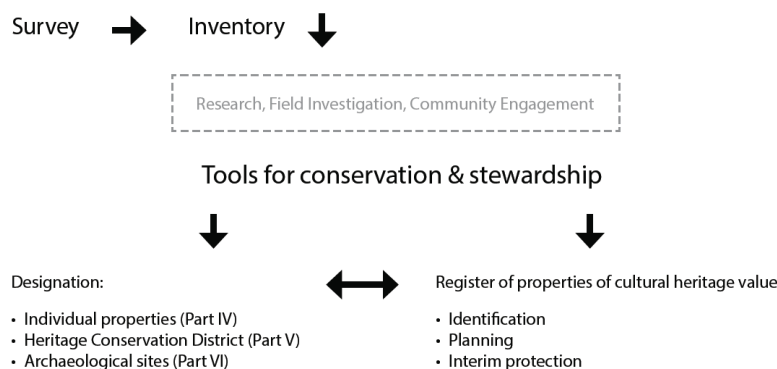 Survey Inventory
Research, Field Investigation, Community Engagement
Tools for conservation & stewardship
Designation:
• Individual properties (Part IV)
• Heritage Conservation District (Part V)
• Archaeological sites (Part VI)
Register of properties of cultural heritage value
• Identification
• Planning
• Interim protection